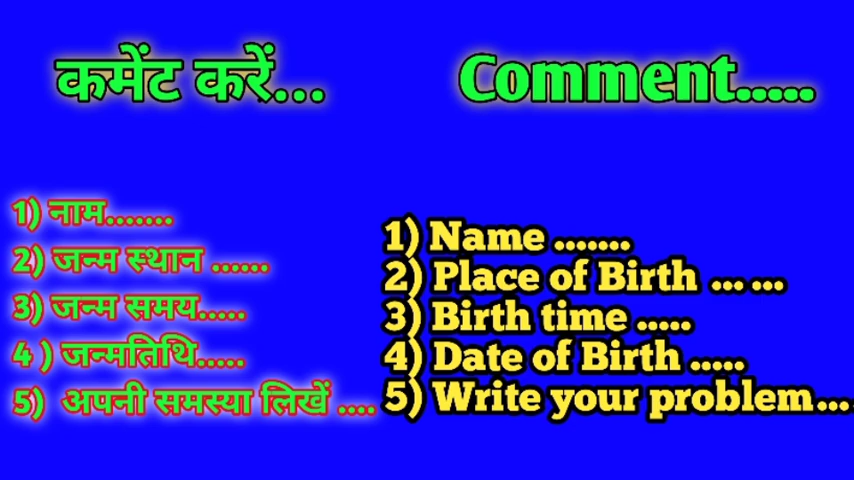 कमेंट करें...
Comment.....
1) नाम.......
2) जन्म स्थान ......
3) जन्म समय.....
4 ) जन्मतिथि.....
5) अपनी समस्या लिखें ....
1) Name .......
2) Place of Birth ... ...
3) Birth time .....
4) Date of Birth .....
5) Write your problem....